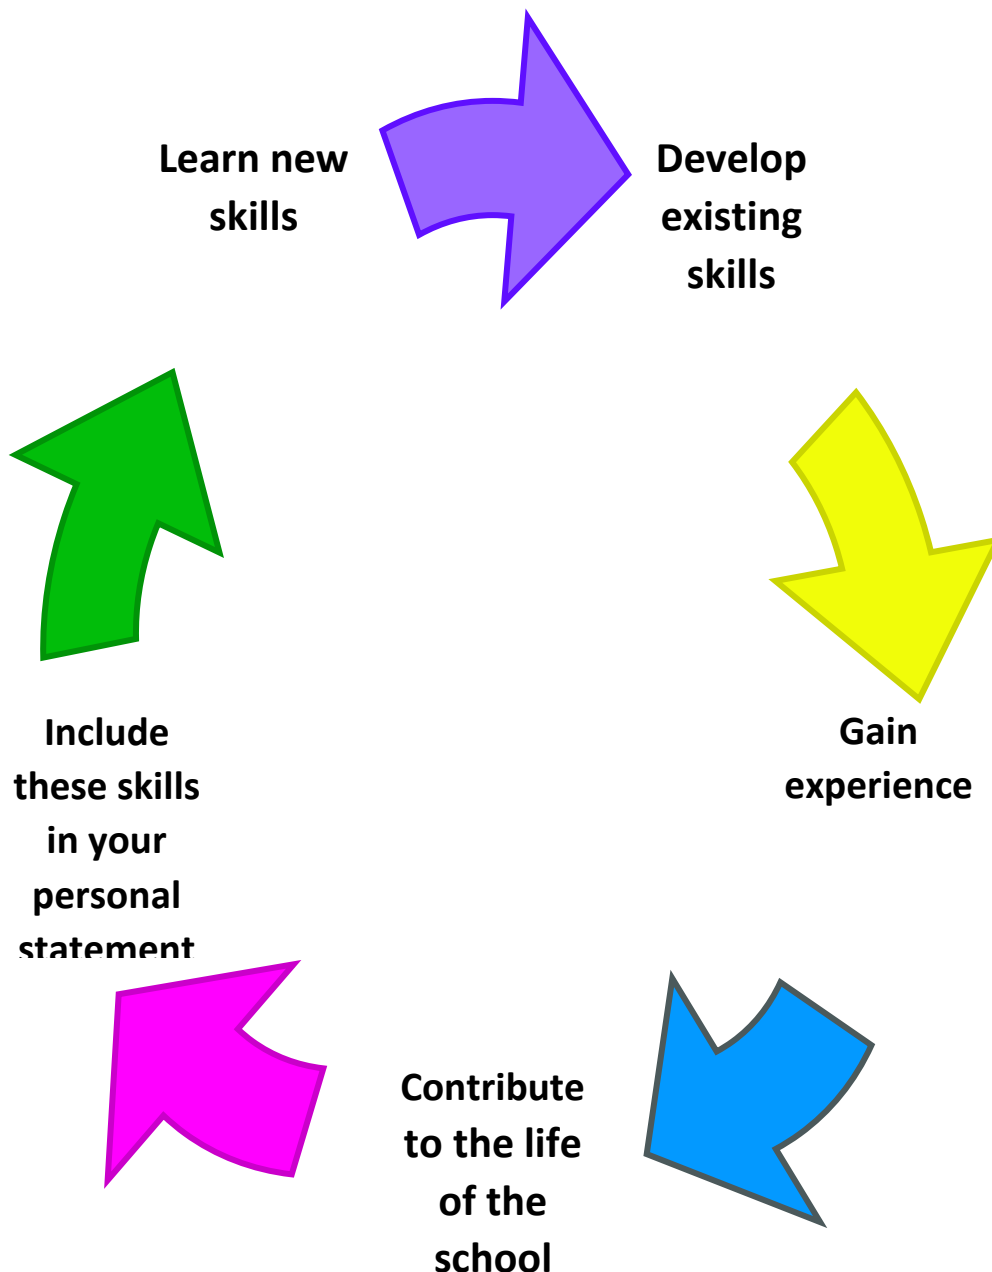 Learn new
skills
Develop
existing
skills
Gain
experience
Contribute
to the life
of the
school
Include
these skills
in your
personal
statement